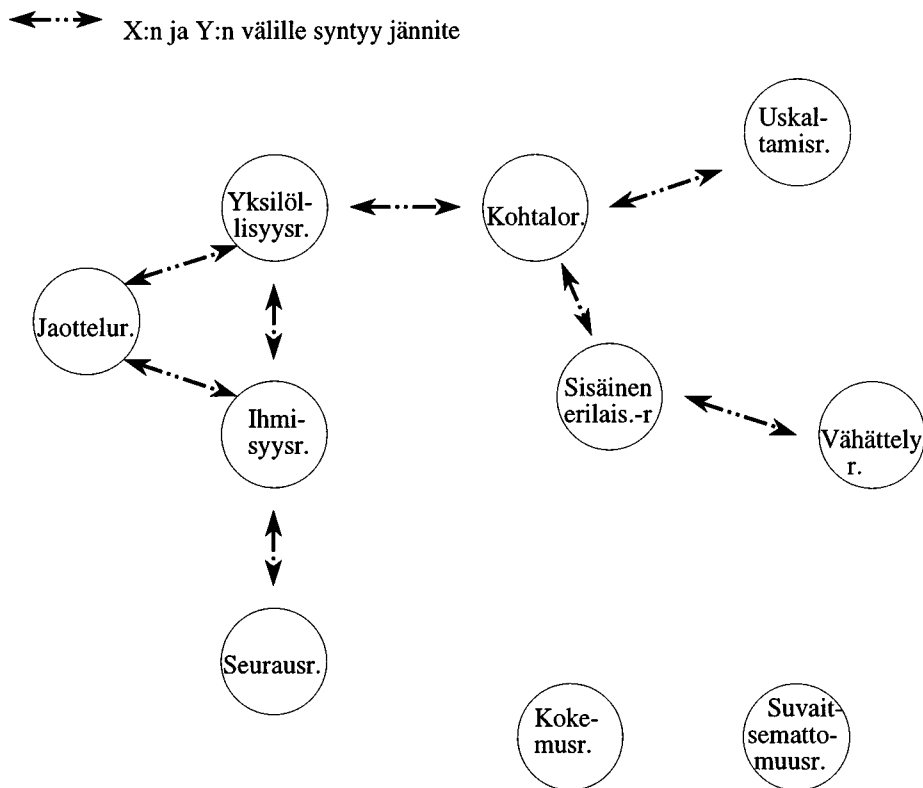 X:n ja Y:n välille syntyy jännite
Uskal-
tamisr.
Yksilöl-
lisyysr.
Kohtalor.
Jaottelur.
Sisäinen
erilais.-r
Ihmi-
syysr.
Vähättely
r.
Seurausr.
Koke-
musr.
Suvait-
sematto-
muusr.